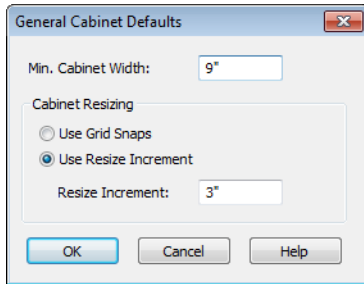 General Cabinet Defaults
Min. Cabinet Width: 9"
Cabinet Resizing
Use Grid Snaps
Use Resize Increment
Resize Increment: 3"
OK Cancel Help